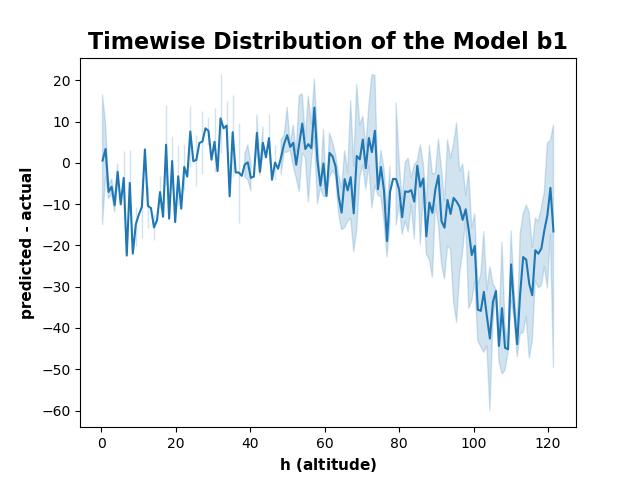 Timewise Distribution of the Model b1
20
10
0
−10
−20
−30
−40
−50
−60
predicted - actual
0 20 40 60 80 100 120
h (altitude)